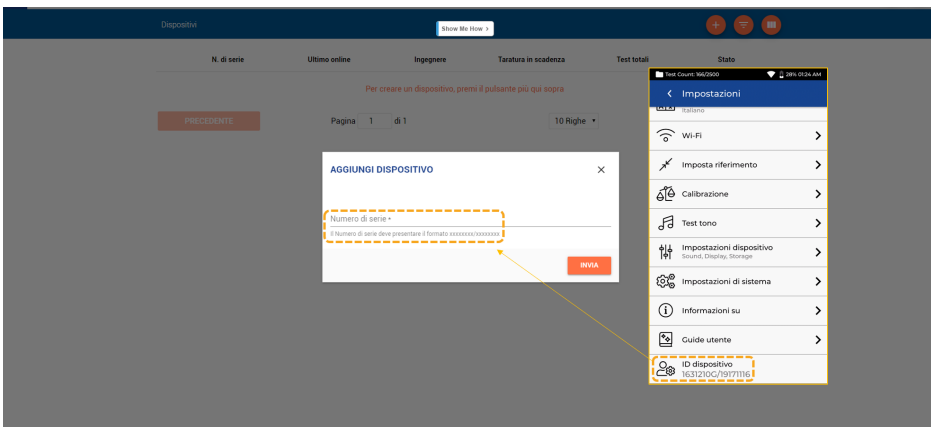 Dispositivi
Show Me How >
N. di serie
Ultimo online
Ingegnere
Taratura in scadenza
Test totali
Stato
Per creare un dispositivo, premi il pulsante più qui sopra
PRECEDENTE
Pagina 1 di 1
10 Righe
AGGIUNGI DISPOSITIVO
Numero di serie *
Il Numero di serie deve presentare il formato xxxxxxxx/xxxxxxxx
INVIA
Test Count: 166/2500
28% 01:24 AM
Impostazioni
Italiano
Wi-Fi
Imposta riferimento
Calibrazione
Test tono
Impostazioni dispositivo
Sound, Display, Storage
Impostazioni di sistema
Informazioni su
Guide utente
ID dispositivo
1631210G/19171116